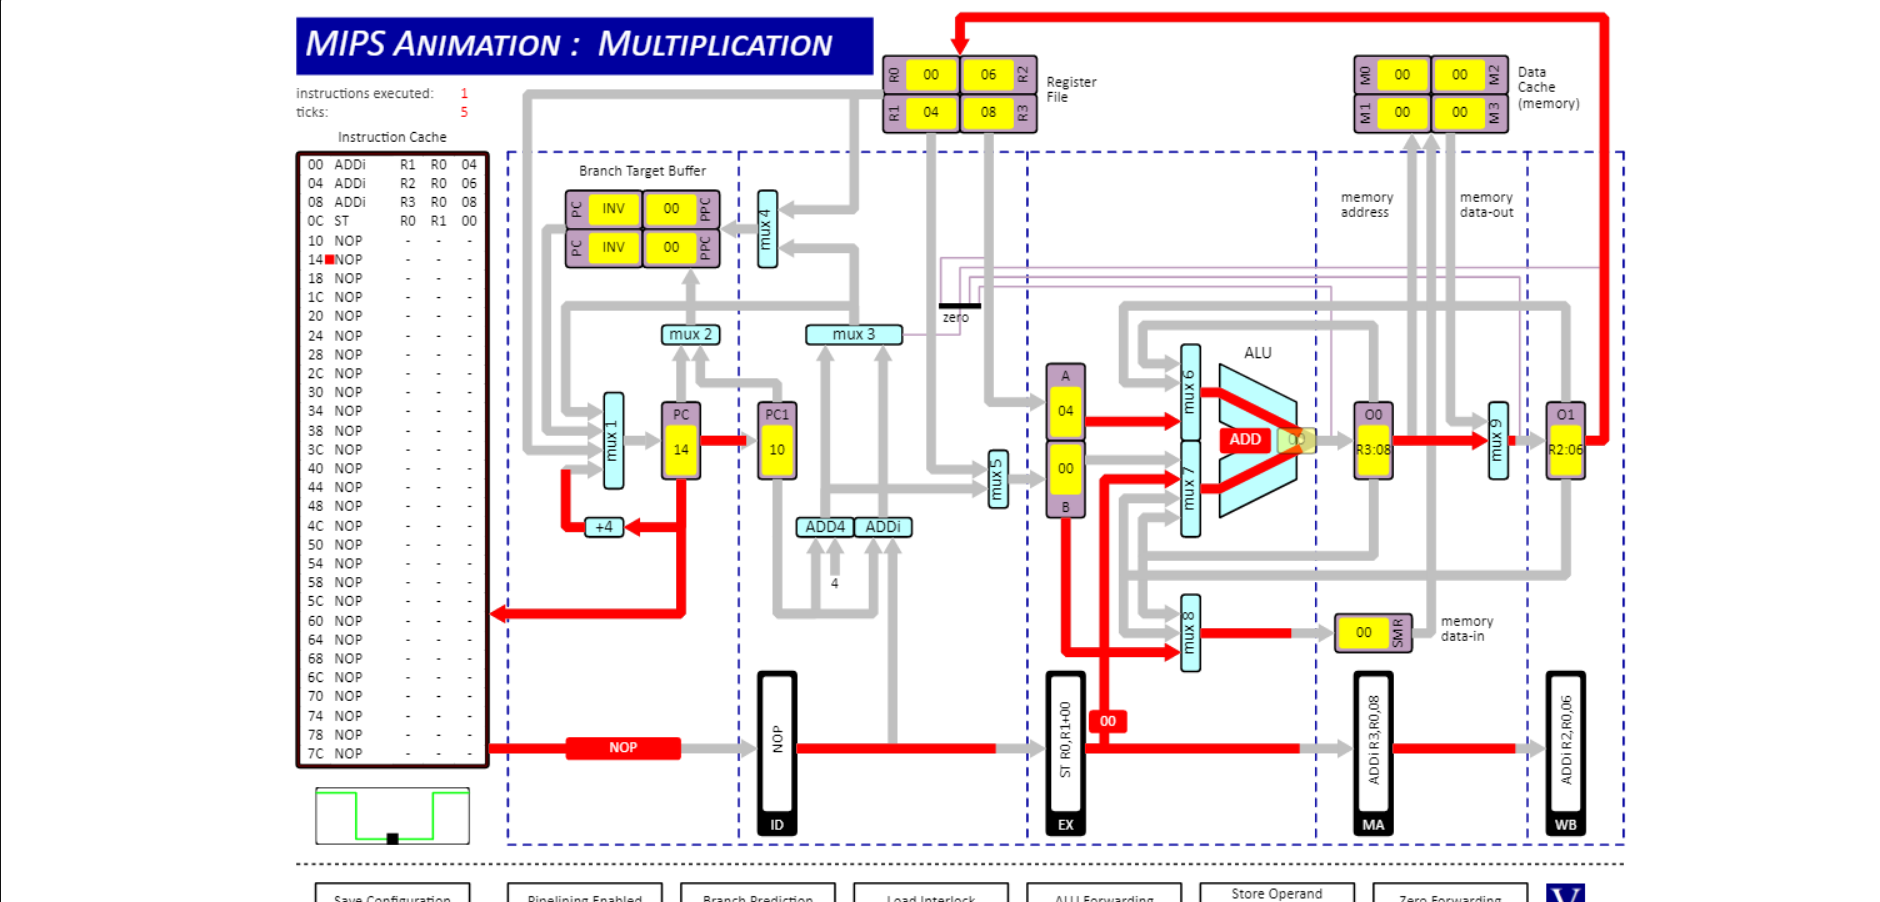 MIPS ANIMATION : MULTIPLICATION
instructions executed: 1
ticks: 5
Instruction Cache
00 ADDi R1 R0 04
04 ADDi R2 R0 06
08 ADDi R3 R0 08
0C ST R0 R1 00
10 NOP - - -
14 NOP - - -
18 NOP - - -
1C NOP - - -
20 NOP - - -
24 NOP - - -
28 NOP - - -
2C NOP - - -
30 NOP - - -
34 NOP - - -
38 NOP - - -
3C NOP - - -
40 NOP - - -
44 NOP - - -
48 NOP - - -
4C NOP - - -
50 NOP - - -
54 NOP - - -
58 NOP - - -
5C NOP - - -
60 NOP - - -
64 NOP - - -
68 NOP - - -
6C NOP - - -
70 NOP - - -
74 NOP - - -
78 NOP - - -
7C NOP - - -
R0 00 06 R2
R1 04 08 R3
Register
File
M0 00 00 M2
M1 00 00 M3
Data
Cache
(memory)
Branch Target Buffer
PC INV 00 PPC
PC INV 00 PPC
mux 4
memory
address
memory
data-out
zero
mux 2
mux 3
mux 1
PC
14
PC1
10
+4
ADD4 ADDi
4
mux 5
A
04
00
B
mux 6
mux 7
ALU
ADD
00
O0
R3:08
mux 9
O1
R2:06
mux 8
00 SMR
memory
data-in
00
NOP
NOP
ID
ST R0,R1+00
EX
ADDi R3,R0,08
MA
ADDi R2,R0,06
WB
Save Configuration
Pipelining Enabled
Branch Prediction
Load Interlock
ALU Forwarding
Store Operand
Zero Forwarding
V